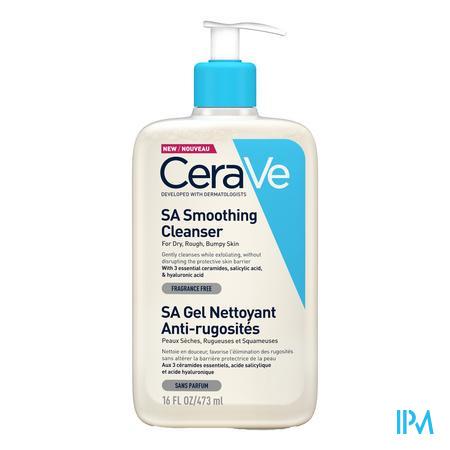 NEW / NOUVEAU
CeraVe
DEVELOPED WITH DERMATOLOGISTS
SA Smoothing
Cleanser
For Dry, Rough, Bumpy Skin
Gently cleanses while exfoliating, without
disrupting the protective skin barrier
With 3 essential ceramides, salicylic acid,
& hyaluronic acid
FRAGRANCE FREE
SA Gel Nettoyant
Anti-rugosités
Peaux Sèches, Rugueuses et Squameuses
Nettoie en douceur, favorise l'élimination des rugosités
sans altérer la barrière protectrice de la peau
Aux 3 céramides essentiels, acide salicylique
et acide hyaluronique
SANS PARFUM
16 FL OZ/473 ml
IPM